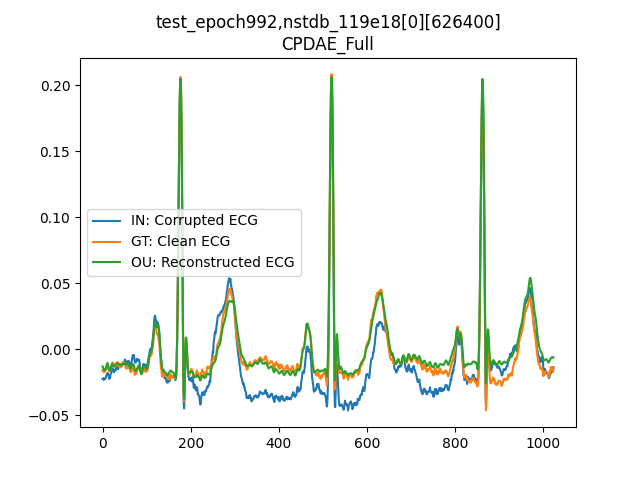 test_epoch992,nstdb_119e18[0][626400]
CPDAE_Full
0.20
0.15
0.10
0.05
0.00
−0.05
IN: Corrupted ECG
GT: Clean ECG
OU: Reconstructed ECG
0 200 400 600 800 1000